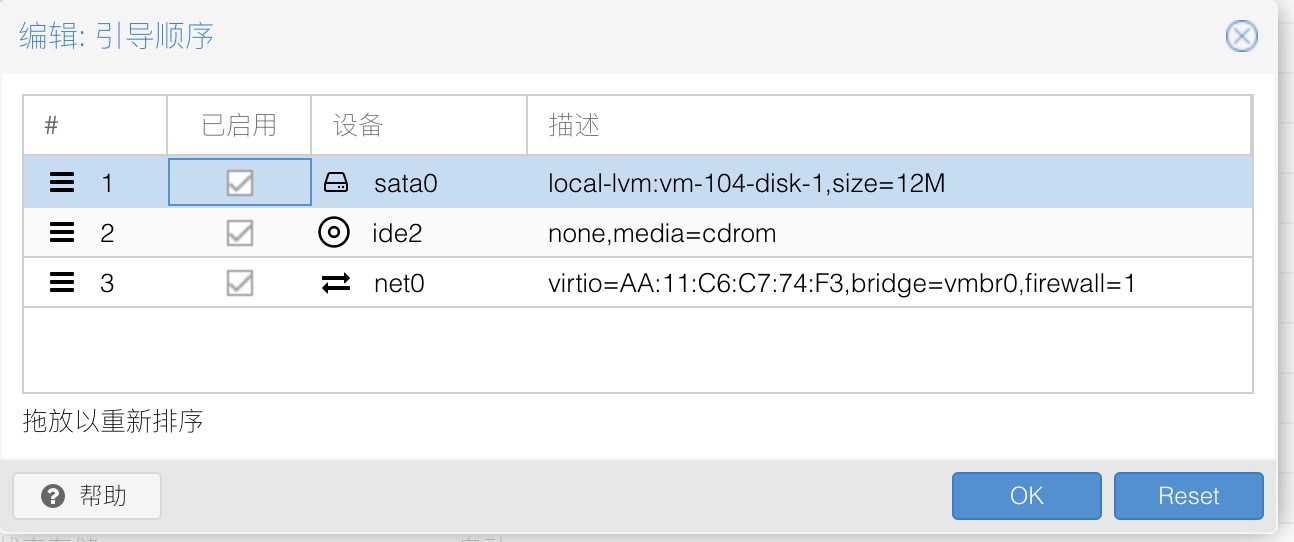 编辑: 引导顺序
# 已启用 设备 描述
1 sata0 local-lvm:vm-104-disk-1,size=12M
2 ide2 none,media=cdrom
3 net0 virtio=AA:11:C6:C7:74:F3,bridge=vmbr0,firewall=1
拖放以重新排序
帮助 OK Reset